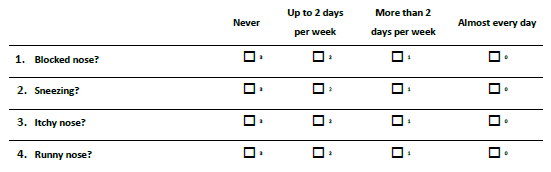 Never Up to 2 days per week More than 2 days per week Almost every day
1. Blocked nose? ☐ 3 ☐ 2 ☐ 1 ☐ 0
2. Sneezing? ☐ 3 ☐ 2 ☐ 1 ☐ 0
3. Itchy nose? ☐ 3 ☐ 2 ☐ 1 ☐ 0
4. Runny nose? ☐ 3 ☐ 2 ☐ 1 ☐ 0